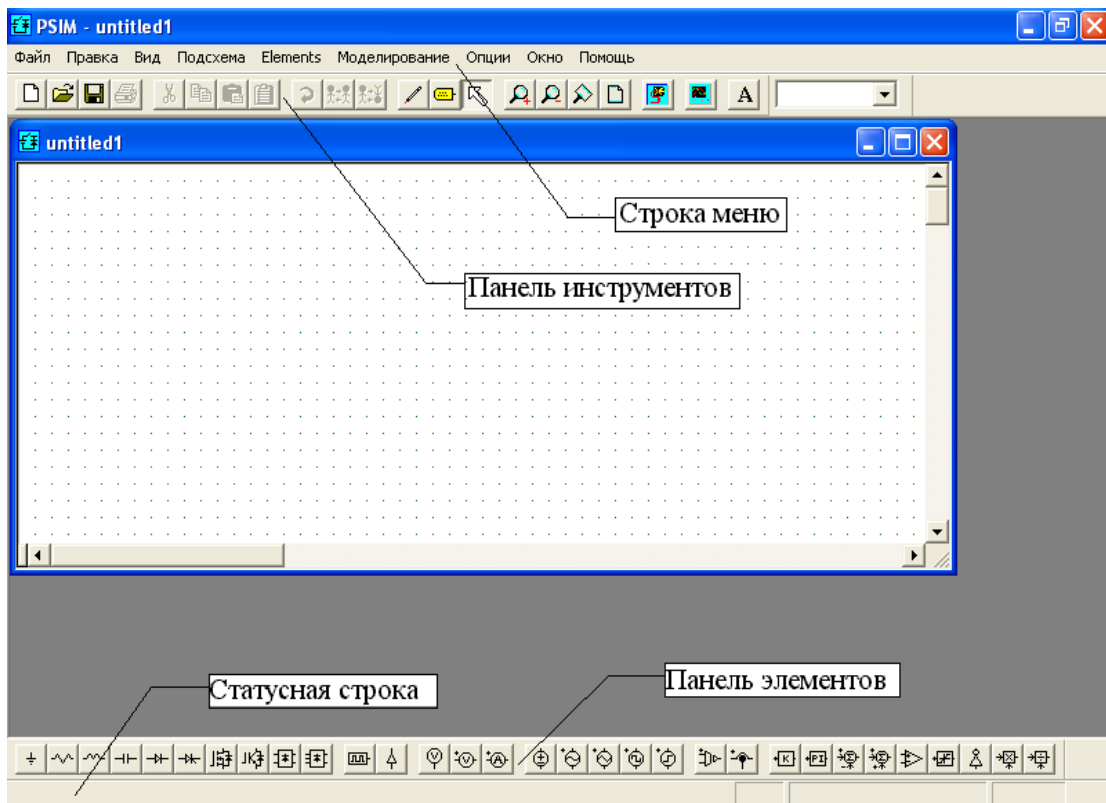 PSIM - untitled1
Файл Правка Вид Подсхема Elements Моделирование Опции Окно Помощь
A
untitled1
Строка меню
Панель инструментов
Статусная строка
Панель элементов
K PI